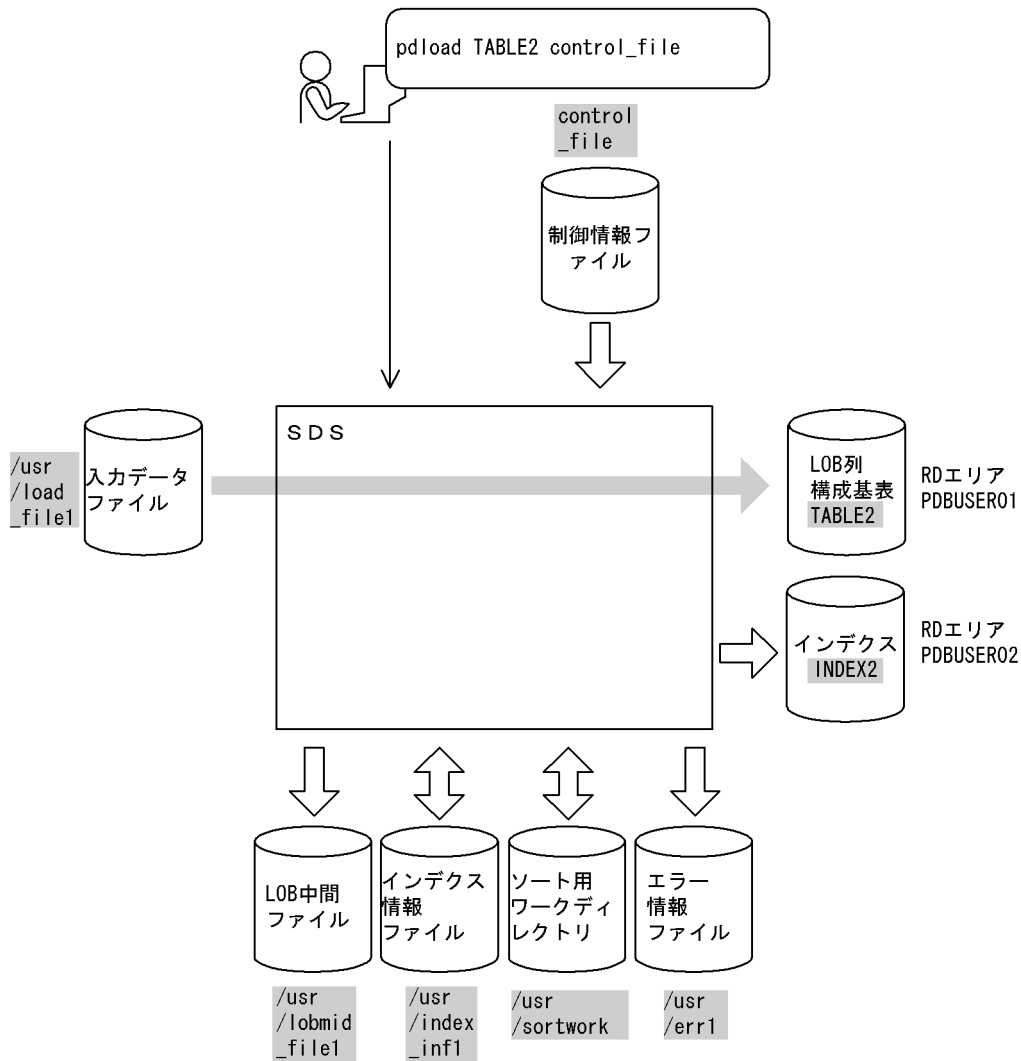 pdload TABLE2 control_file
control
_file
制御情報フ
ァイル
SDS
/usr
/load
_file1
入力データ
ファイル
LOB列
構成基表
TABLE2
RDエリア
PDBUSER01
インデクス
INDEX2
RDエリア
PDBUSER02
LOB中間
ファイル
インデクス
情報
ファイル
ソート用
ワークディ
レクトリ
エラー
情報
ファイル
/usr
/lobmid
_file1
/usr
/index
_inf1
/usr
/sortwork
/usr
/err1